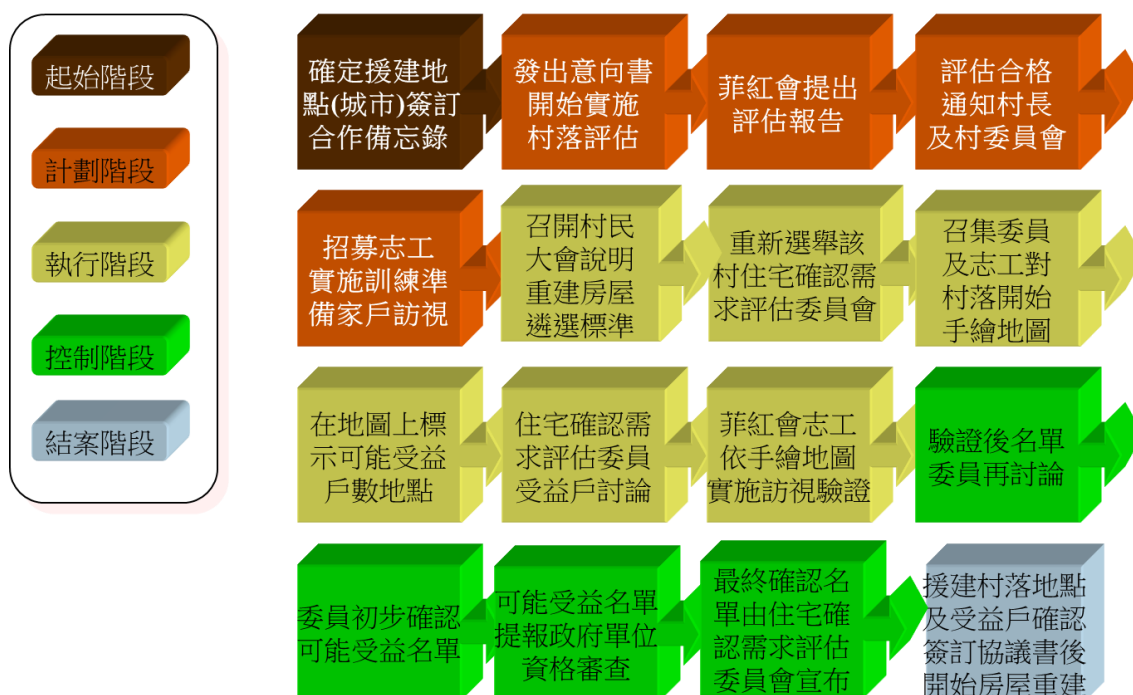 起始階段
計劃階段
執行階段
控制階段
結案階段
確定援建地
點(城市)簽訂
合作備忘錄
發出意向書
開始實施
村落評估
菲紅會提出
評估報告
評估合格
通知村長
及村委員會
招募志工
實施訓練準
備家戶訪視
召開村民
大會說明
重建房屋
遴選標準
重新選舉該
村住宅確認需
求評估委員會
召集委員
及志工對
村落開始
手繪地圖
在地圖上標
示可能受益
戶數地點
住宅確認需
求評估委員
受益戶討論
菲紅會志工
依手繪地圖
實施訪視驗證
驗證後名單
委員再討論
委員初步確認
可能受益名單
可能受益名單
提報政府單位
資格審查
最終確認名
單由住宅確
認需求評估
委員會宣布
援建村落地點
及受益戶確認
簽訂協議書後
開始房屋重建